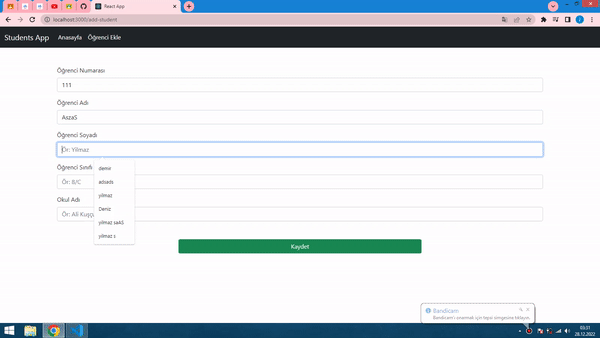 React App
localhost:3000/add-student
Students App Anasayfa Öğrenci Ekle
Öğrenci Numarası
111
Öğrenci Adı
AszaS
Öğrenci Soyadı
Ör: Yilmaz
demir
Öğrenci Sınıfı
adsads
Ör: 8/C
yilmaz
Okul Adı
Deniz
Ör: Ali Kuşçu
yilmaz saAS
yilmaz s
Kaydet
Bandicam
Bandicam'ı onarmak için tepsi simgesine tıklayın.
03:31
28.12.2022